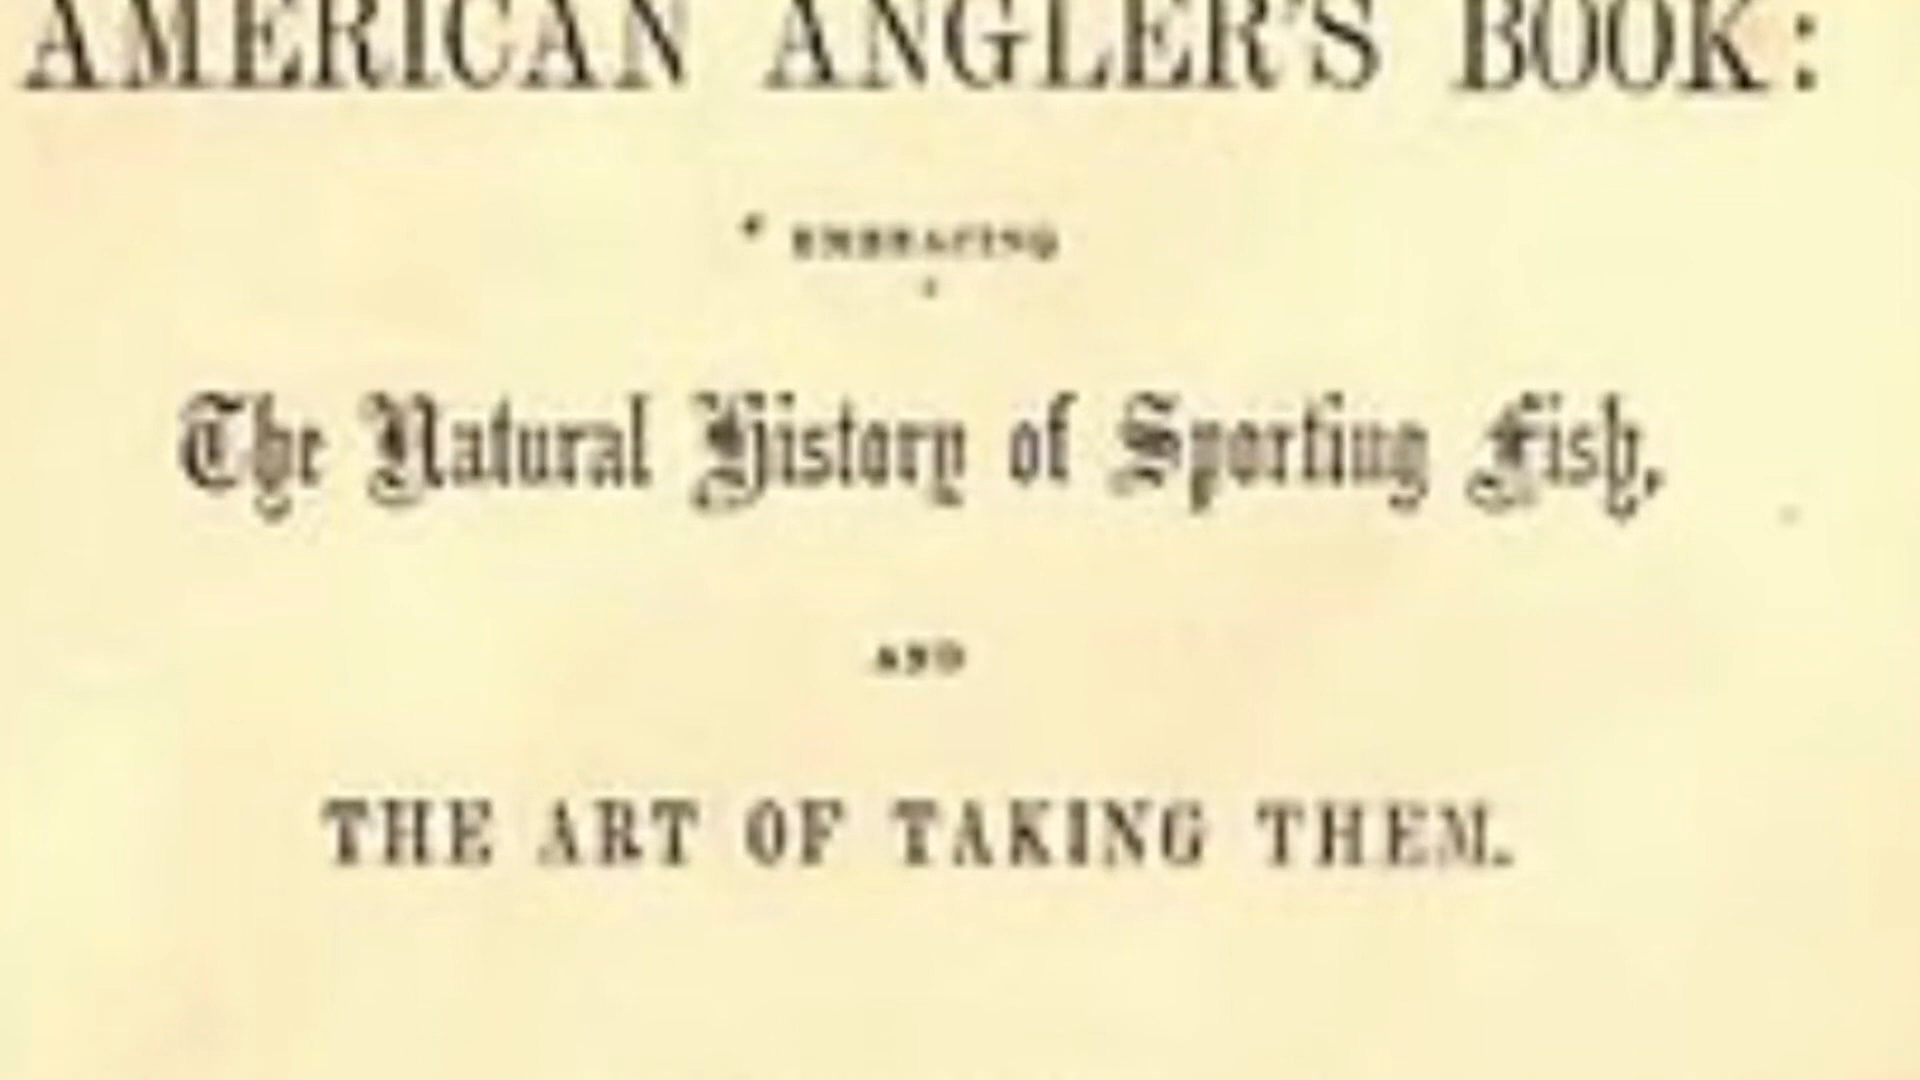 AMERICAN ANGLER'S BOOK:
EMBRACING
The Natural History of Sporting Fish,
AND
THE ART OF TAKING THEM.